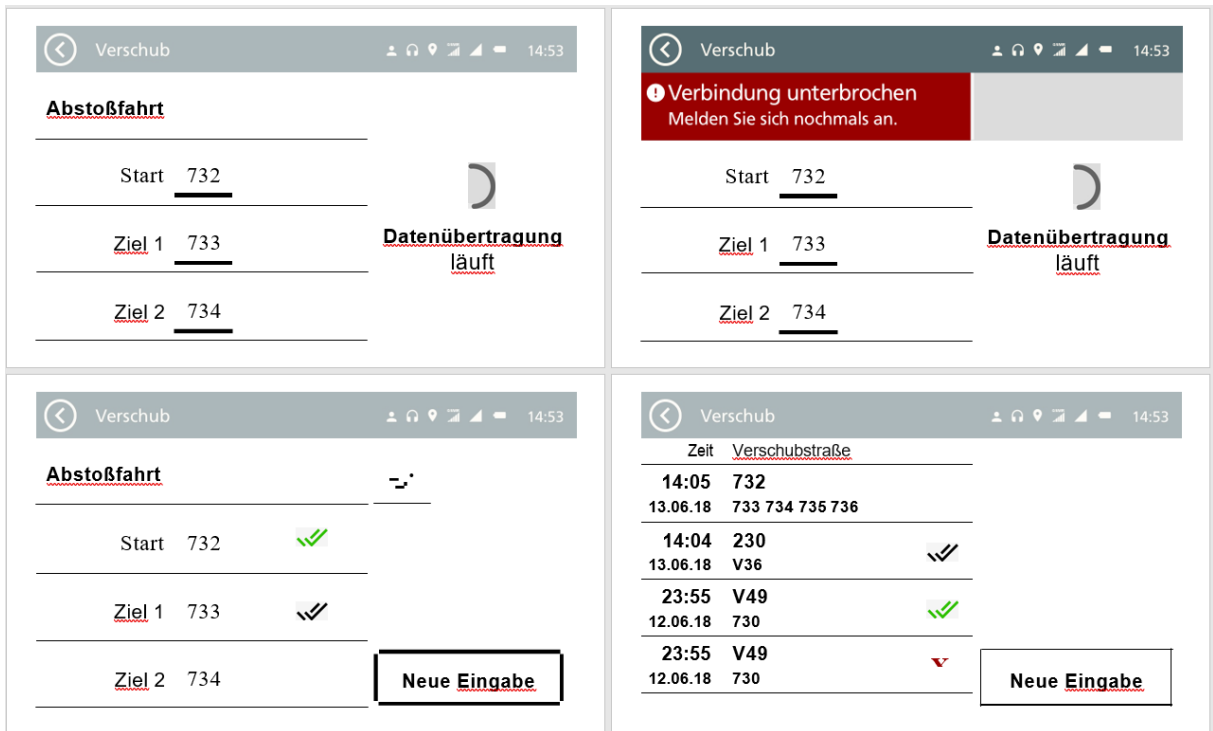 Verschub 14:53
Abstoßfahrt
Start 732
Ziel 1 733
Ziel 2 734
Datenübertragung
läuft
Verschub 14:53
Verbindung unterbrochen
Melden Sie sich nochmals an.
Start 732
Ziel 1 733
Ziel 2 734
Datenübertragung
läuft
Verschub 14:53
Abstoßfahrt
Start 732
Ziel 1 733
Ziel 2 734
Neue Eingabe
Verschub 14:53
Zeit Verschubstraße
14:05 732
13.06.18 733 734 735 736
14:04 230
13.06.18 V36
23:55 V49
12.06.18 730
23:55 V49 v
12.06.18 730
Neue Eingabe